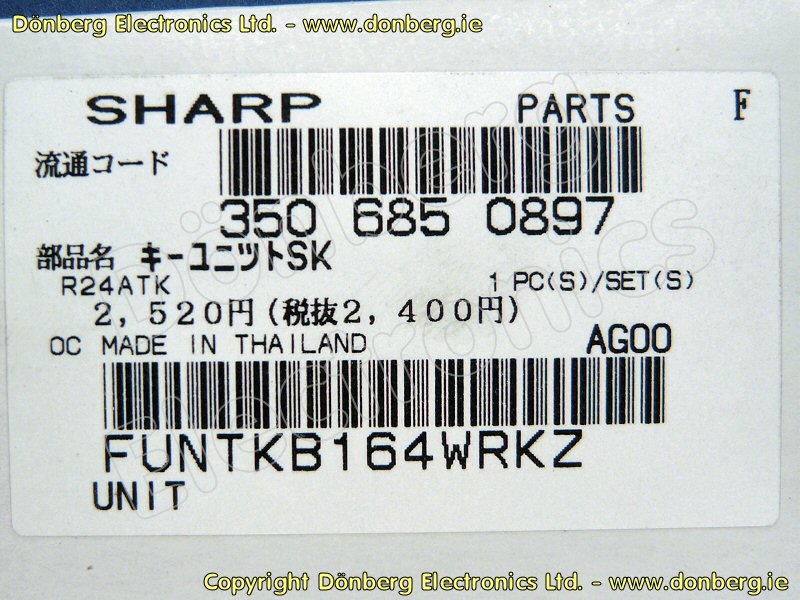 Dönberg Electronics Ltd. - www.donberg.ie
SHARP PARTS F
流通コード
350 685 0897
部品名 キーユニットSK
R24ATK 1 PC(S)/SET(S)
2,520円(税抜2,400円)
OC MADE IN THAILAND AG00
FUNTKB164WRKZ
UNIT
Dönberg Electronics
Copyright Dönberg Electronics Ltd. - www.donberg.ie